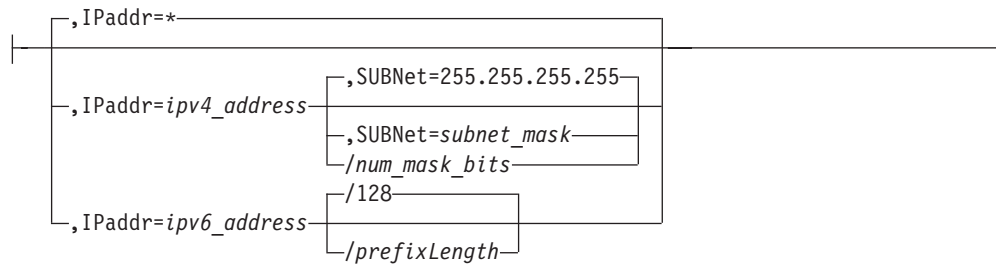 ,IPaddr=*
,SUBNet=255.255.255.255
,IPaddr=ipv4_address
,SUBNet=subnet_mask
/num_mask_bits
/128
,IPaddr=ipv6_address
/prefixLength